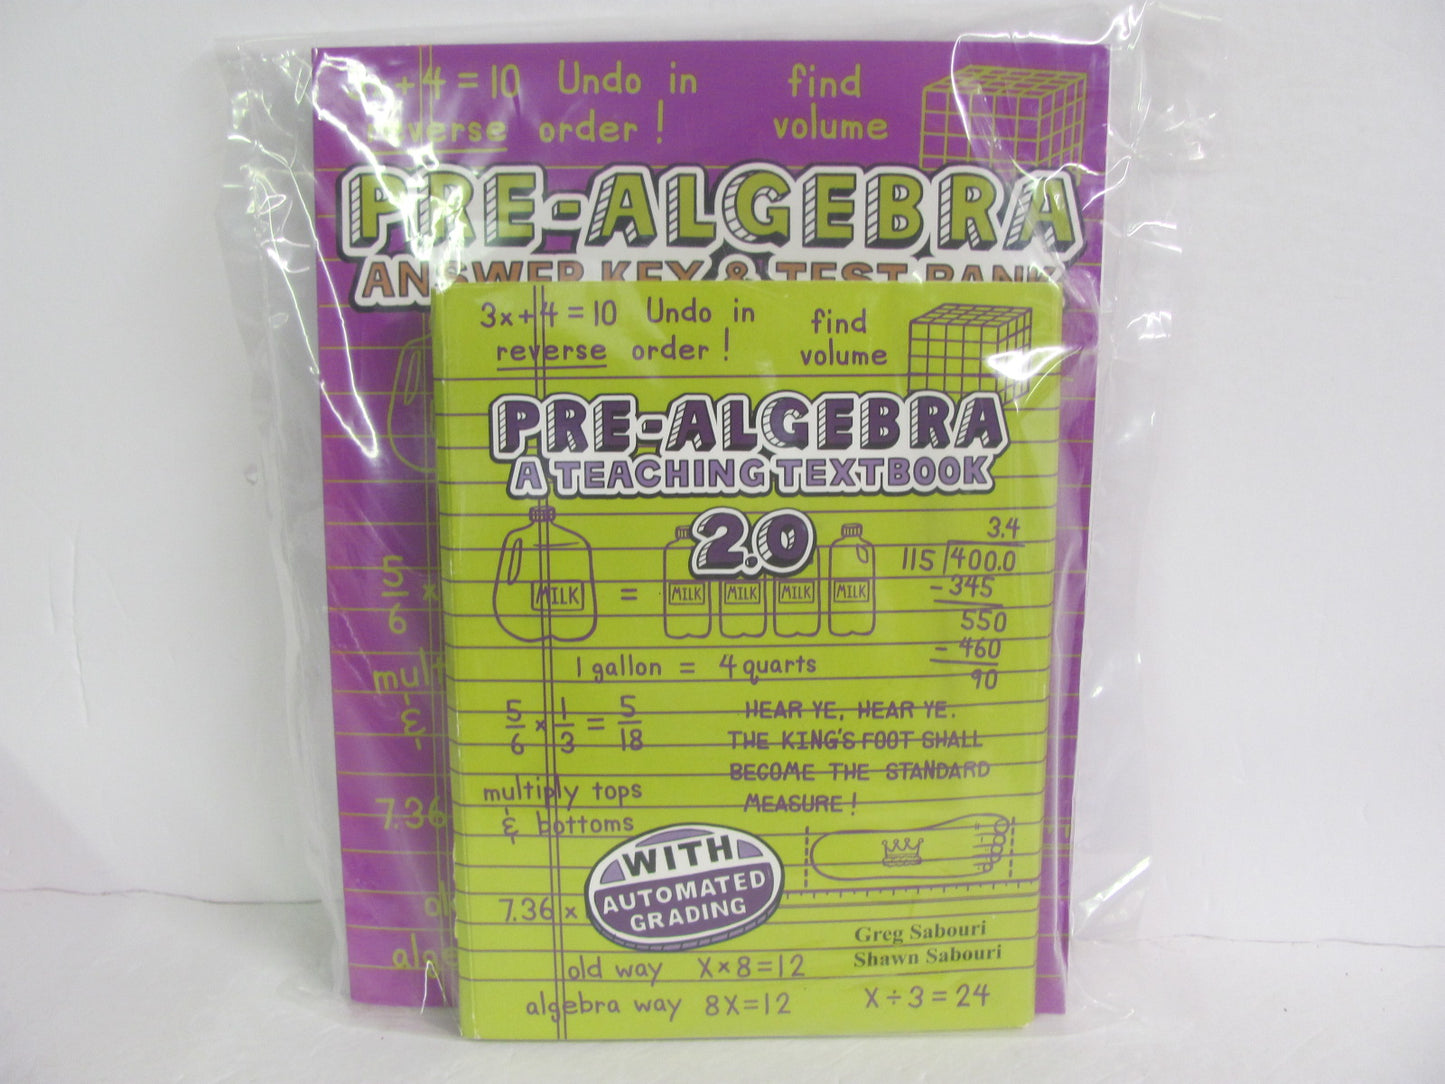 +4=10 Undo in
reverse order!
find
volume
PRE-ALGEBRA
ANSWER KEY & TEST BANK
3x+4=10 Undo in
reverse order!
find
volume
PRE-ALGEBRA
A TEACHING TEXTBOOK
2.0
MILK = MILK MILK MILK MILK
1 gallon = 4 quarts
3.4
115 400.0
-345
550
-460
90
5/6 × 1/3 = 5/18
multiply tops
& bottoms
HEAR YE, HEAR YE.
THE KING'S FOOT SHALL
BECOME THE STANDARD
MEASURE!
WITH
AUTOMATED
GRADING
7.36 x
Greg Sabouri
Shawn Sabouri
old way X×8=12
algebra way 8X=12
X÷3=24
5/6 ×
&
7.36